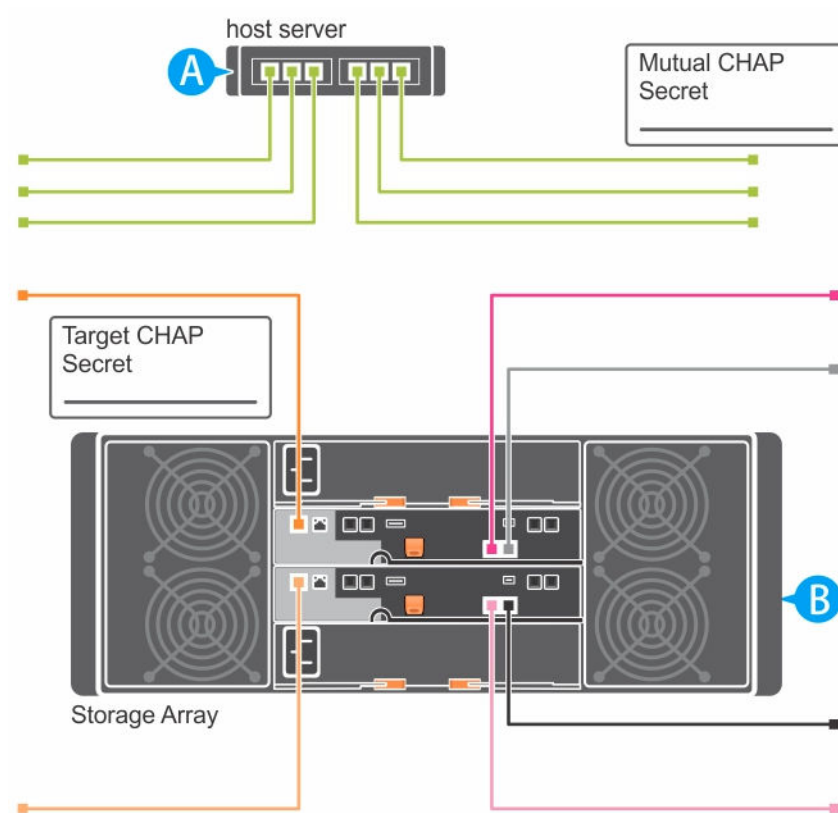 host server
A
Mutual CHAP
Secret
Target CHAP
Secret
B
Storage Array